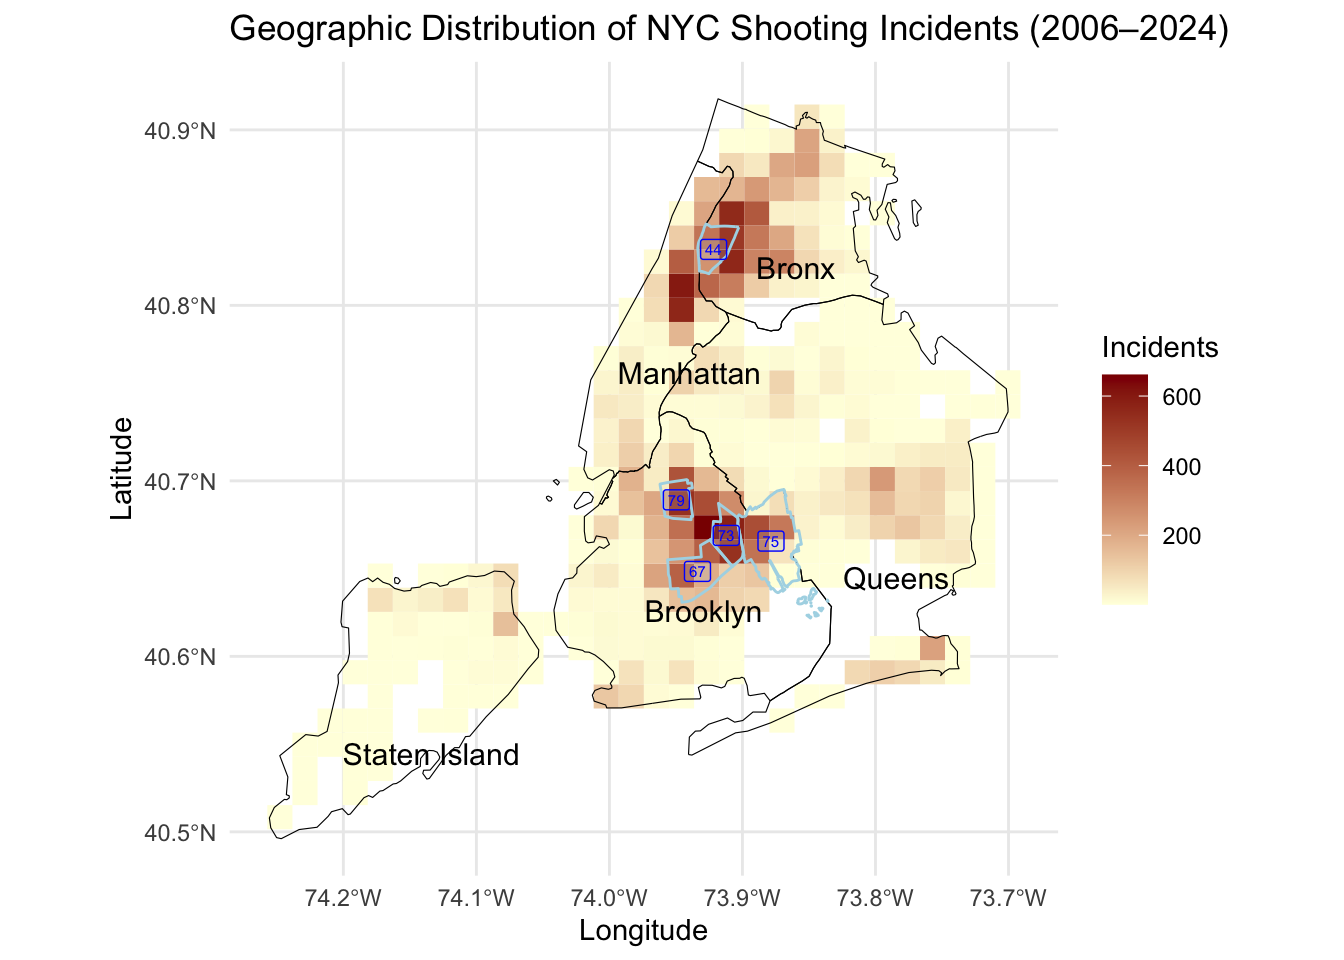 Geographic Distribution of NYC Shooting Incidents (2006–2024)
40.9°N
44
Bronx
40.8°N
Incidents
Manhattan
600
Latitude
40.7°N
400
79
73
75
200
67
Queens
Brooklyn
40.6°N
Staten Island
40.5°N
74.2°W 74.1°W 74.0°W 73.9°W 73.8°W 73.7°W
Longitude